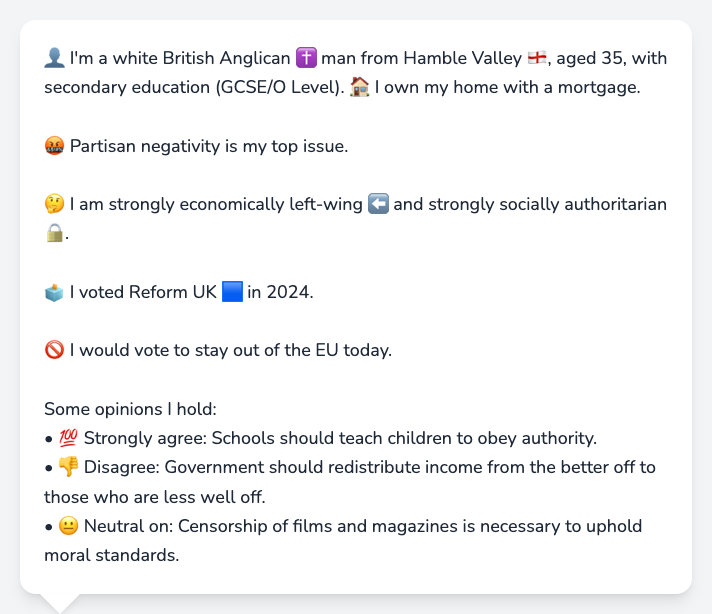 👤 I'm a white British Anglican ✝️ man from Hamble Valley 🏴󠁧󠁢󠁥󠁮󠁧󠁿, aged 35, with
secondary education (GCSE/O Level). 🏠 I own my home with a mortgage.
🤬 Partisan negativity is my top issue.
🤔 I am strongly economically left-wing ⬅️ and strongly socially authoritarian
🔒.
🗳️ I voted Reform UK 🟦 in 2024.
🚫 I would vote to stay out of the EU today.
Some opinions I hold:
• 💯 Strongly agree: Schools should teach children to obey authority.
• 👎 Disagree: Government should redistribute income from the better off to
those who are less well off.
• 😐 Neutral on: Censorship of films and magazines is necessary to uphold
moral standards.